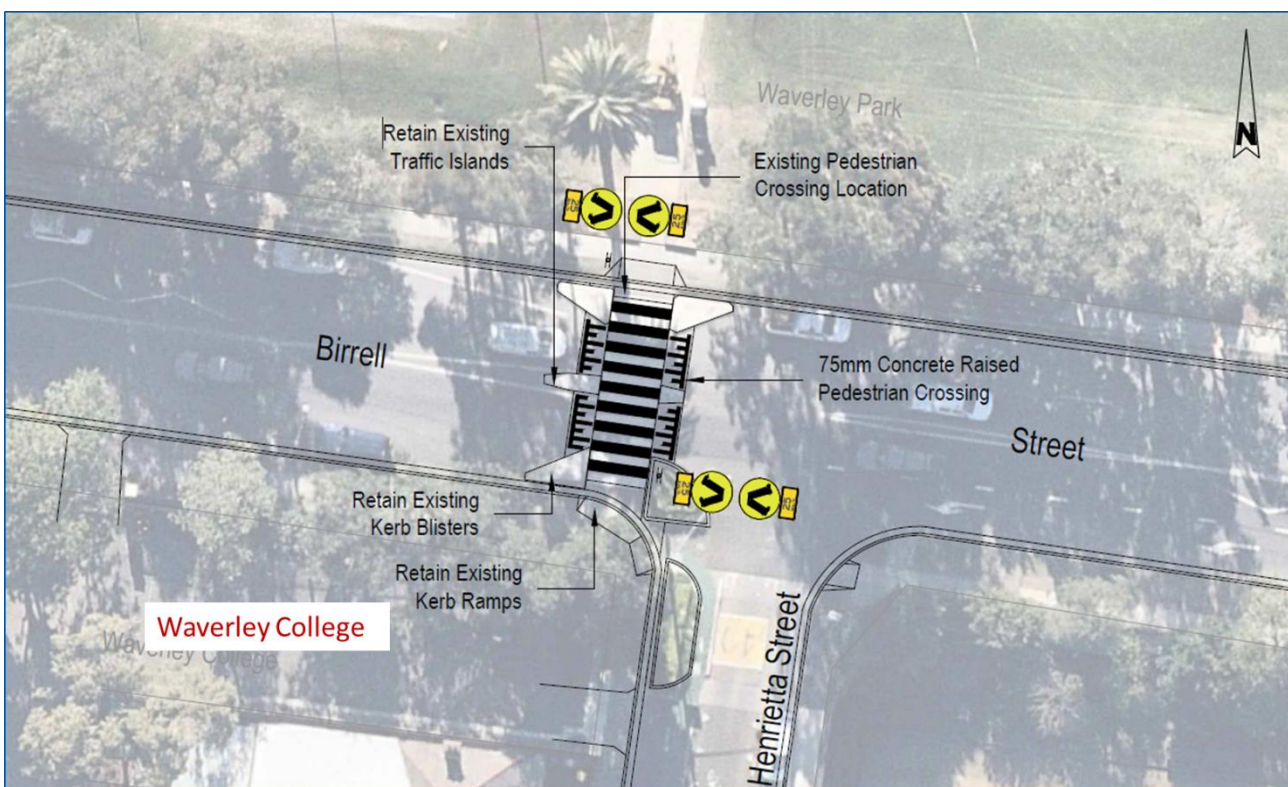 Waverley Park
N
Retain Existing
Traffic Islands
Existing Pedestrian
Crossing Location
Birrell
75mm Concrete Raised
Pedestrian Crossing
Street
Retain Existing
Kerb Blisters
Retain Existing
Kerb Ramps
Waverley College
Waverley College
Henrietta Street